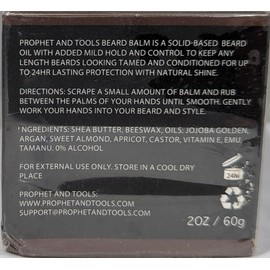 PROPHET AND TOOLS BEARD BALM IS A SOLID-BASED BEARD
OIL WITH ADDED MILD HOLD AND CONTROL TO KEEP ANY
LENGTH BEARDS LOOKING TAMED AND CONDITIONED FOR UP
TO 24HR LASTING PROTECTION WITH NATURAL SHINE.
DIRECTIONS: SCRAPE A SMALL AMOUNT OF BALM AND RUB
BETWEEN THE PALMS OF YOUR HANDS UNTIL SMOOTH. GENTLY
WORK YOUR HANDS INTO YOUR BEARD AND STYLE.
INGREDIENTS: SHEA BUTTER, BEESWAX, OILS: JOJOBA GOLDEN,
ARGAN, SWEET ALMOND, APRICOT, CASTOR, VITAMIN E, EMU,
TAMANU. 0% ALCOHOL
FOR EXTERNAL USE ONLY. STORE IN A COOL DRY
PLACE
24M
PROPHET AND TOOLS:
WWW.PROPHETANDTOOLS.COM
SUPPORT@PROPHETANDTOOLS.COM
2OZ / 60g